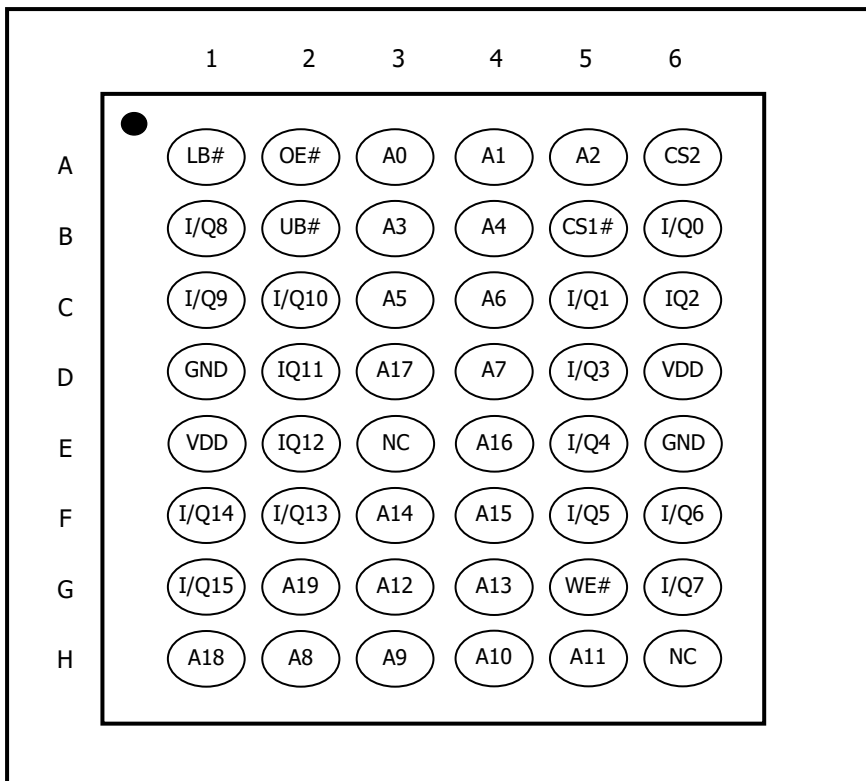 1 2 3 4 5 6
A LB# OE# A0 A1 A2 CS2
B I/Q8 UB# A3 A4 CS1# I/Q0
C I/Q9 I/Q10 A5 A6 I/Q1 IQ2
D GND IQ11 A17 A7 I/Q3 VDD
E VDD IQ12 NC A16 I/Q4 GND
F I/Q14 I/Q13 A14 A15 I/Q5 I/Q6
G I/Q15 A19 A12 A13 WE# I/Q7
H A18 A8 A9 A10 A11 NC